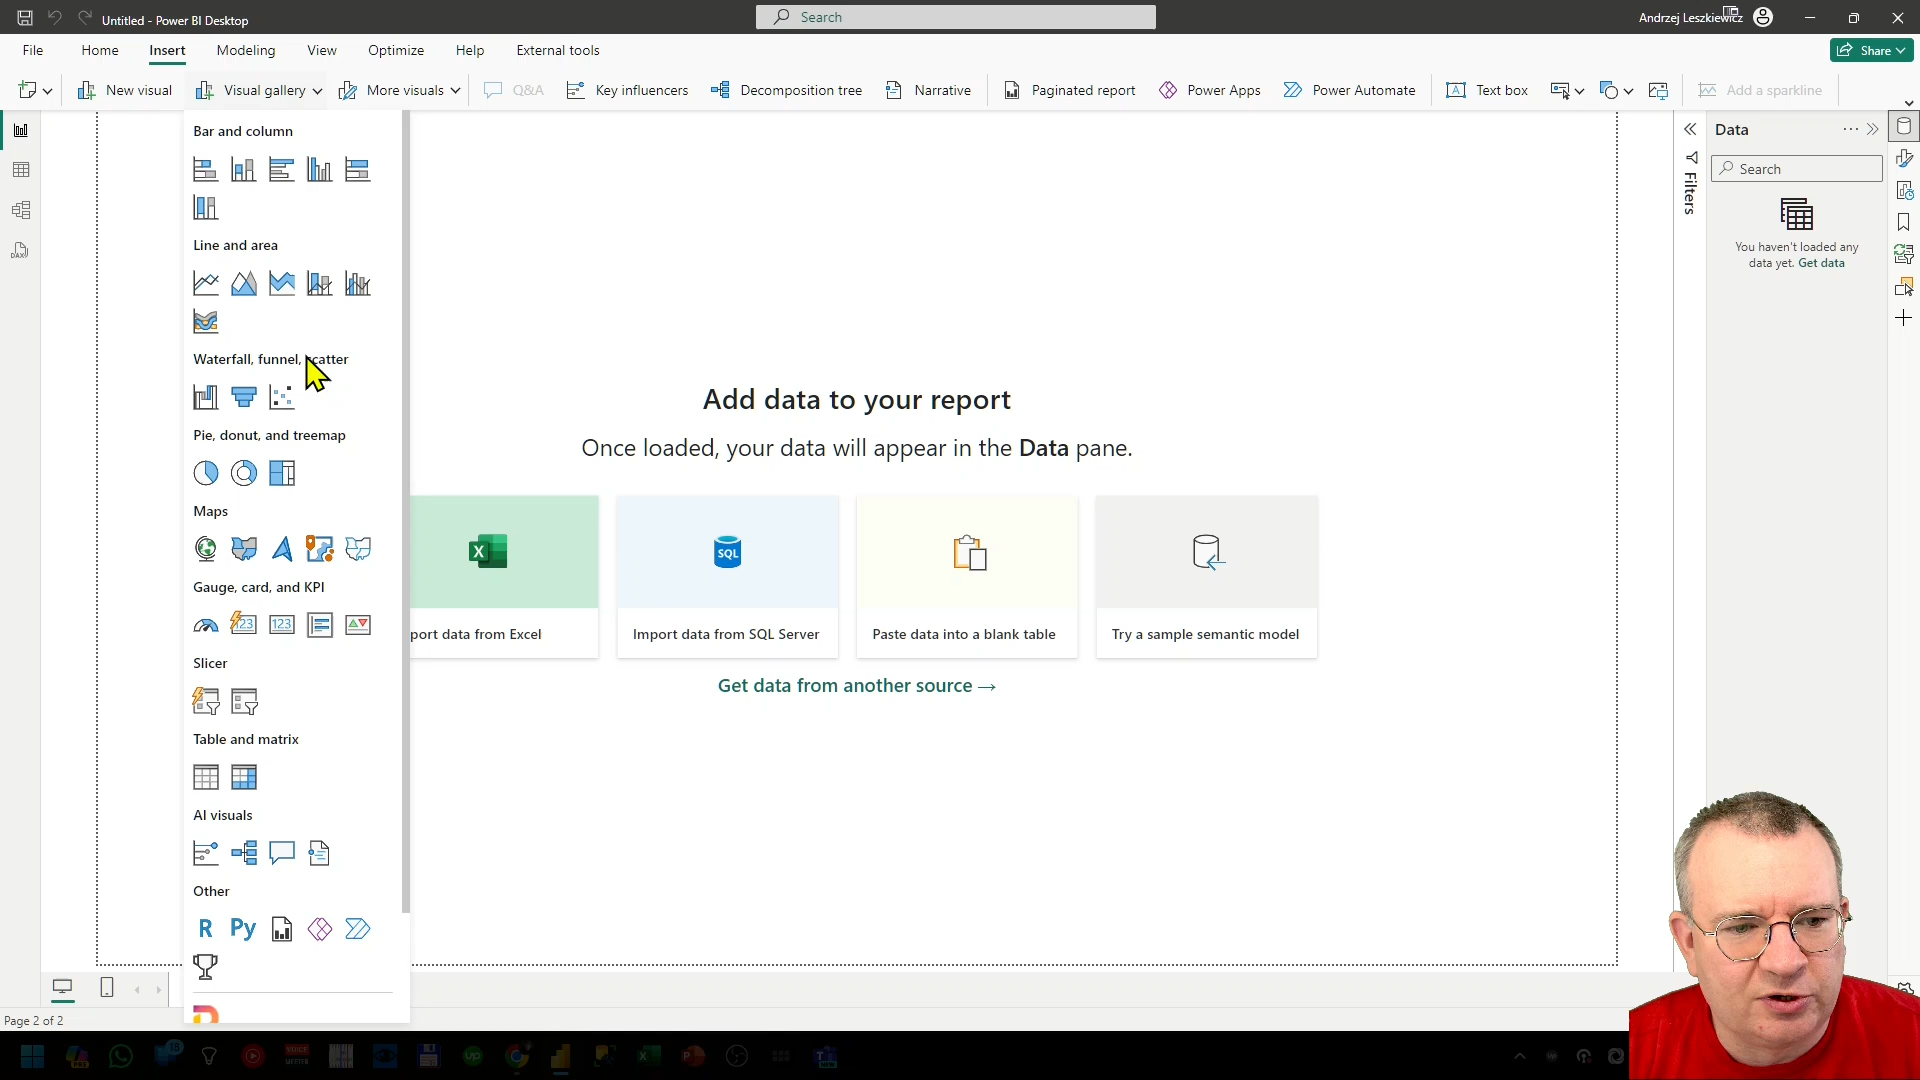 Untitled - Power BI Desktop
Search
Andrzej Leszkiewicz
File
Home
Insert
Modeling
View
Optimize
Help
External tools
Share
New visual
Visual gallery
More visuals
Q&A
Key influencers
Decomposition tree
Narrative
Paginated report
Power Apps
Power Automate
Text box
Add a sparkline
Bar and column
Line and area
Waterfall, funnel, scatter
Pie, donut, and treemap
Maps
Gauge, card, and KPI
123
123
Slicer
Table and matrix
AI visuals
Other
R
Py
DAX
Add data to your report
Once loaded, your data will appear in the Data pane.
X
SQL
port data from Excel
Import data from SQL Server
Paste data into a blank table
Try a sample semantic model
Get data from another source →
Filters
Data
Search
You haven't loaded any
data yet. Get data
Page 2 of 2
18